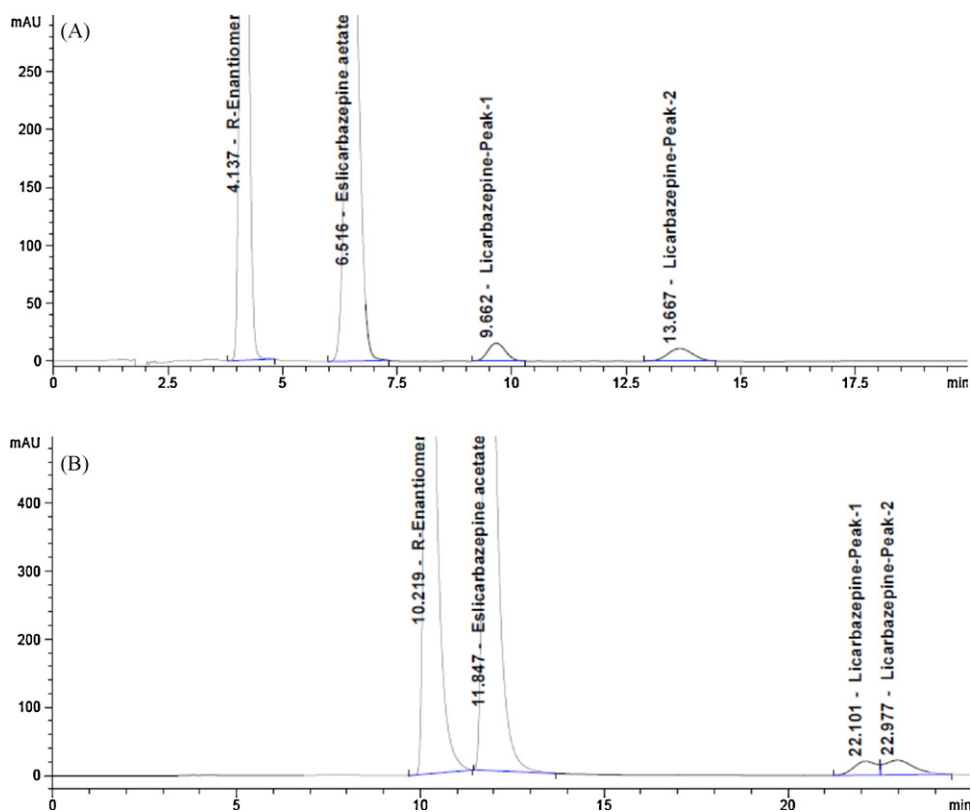 mAU
(A)
250
200
150
100
50
0
4.137 - R-Enantiomer
6.516 - Eslicarbazepine aetate
9.662 - Licarbazepine-Peak-1
13.667 - Licarbazepine-Peak-2
0 2.5 5 7.5 10 12.5 15 17.5 min
mAU
(B)
400
300
200
100
0
10.219 - R-Enantiomer
11.847 - Eslicarbazepine acetate
22.101 - Licarbazepine-Peak-1
22.977 - Licarbazepine-Peak-2
0 5 10 15 20 min